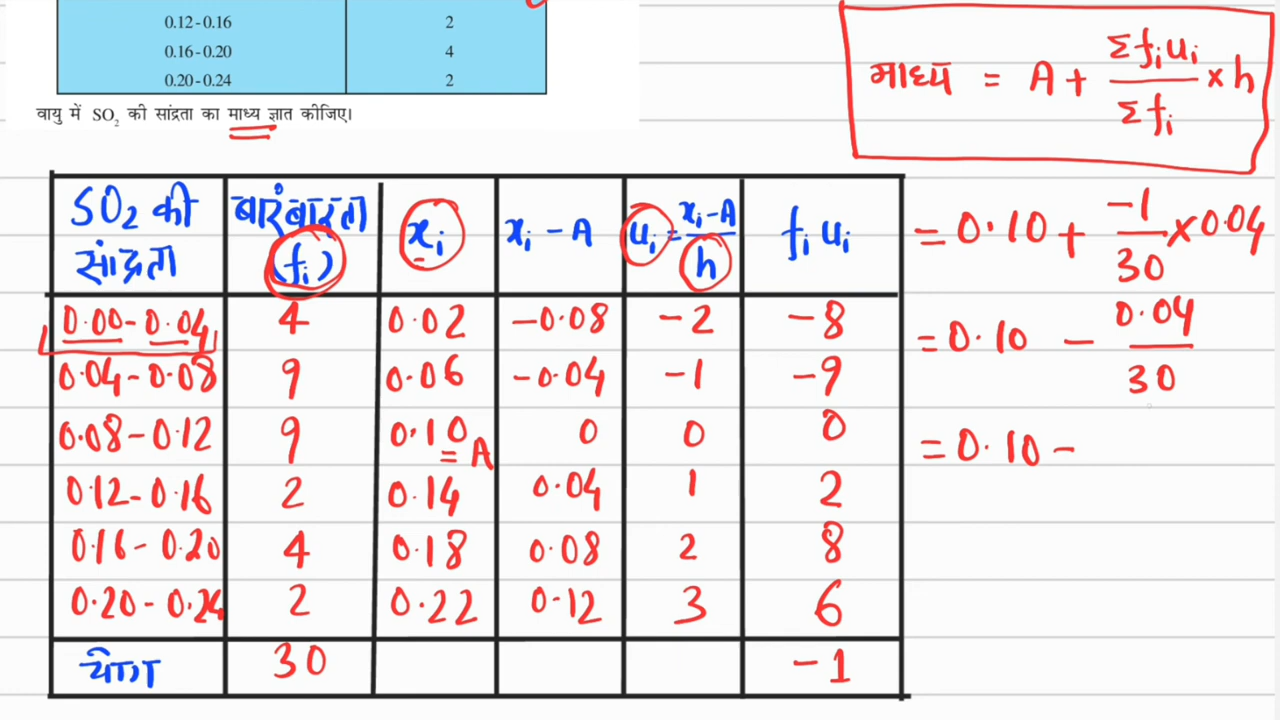 0.12-0.16 2
0.16-0.20 4
0.20-0.24 2
वायु में SO₂ की सांद्रता का माध्य ज्ञात कीजिए।
माध्य = A + Σfᵢuᵢ/Σfᵢ × h
SO2 की सांद्रता बारंबारता (fᵢ) xᵢ xᵢ - A uᵢ = xᵢ-A/h fᵢ uᵢ
0.00-0.04 4 0.02 -0.08 -2 -8
0.04-0.08 9 0.06 -0.04 -1 -9
0.08-0.12 9 0.10 = A 0 0 0
0.12-0.16 2 0.14 0.04 1 2
0.16-0.20 4 0.18 0.08 2 8
0.20-0.24 2 0.22 0.12 3 6
योग 30 -1
= 0.10 + -1/30 × 0.04
= 0.10 - 0.04/30
= 0.10 -